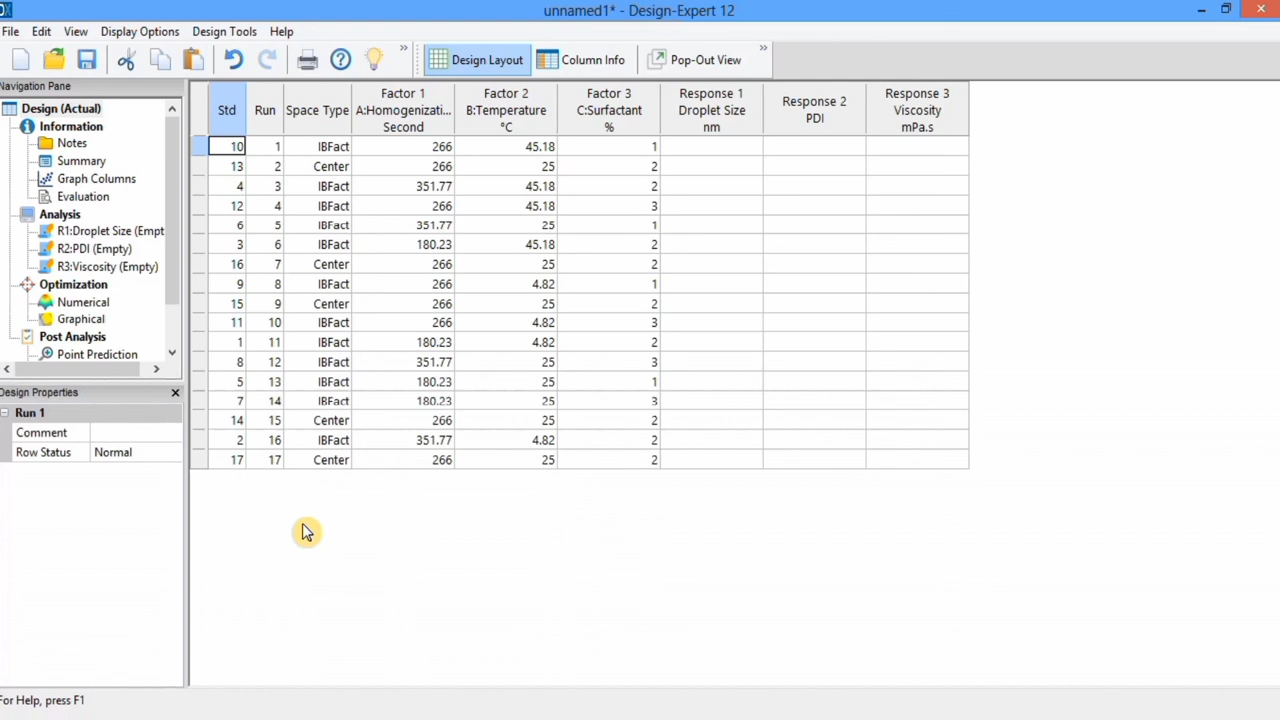 unnamed1* - Design-Expert 12
File Edit View Display Options Design Tools Help
» Design Layout Column Info Pop-Out View »
Navigation Pane
Design (Actual)
Information
Notes
Summary
Graph Columns
Evaluation
Analysis
R1:Droplet Size (Empt
R2:PDI (Empty)
R3:Viscosity (Empty)
Optimization
Numerical
Graphical
Post Analysis
Point Prediction
Design Properties
Run 1
Comment
Row Status Normal
Std Run Space Type Factor 1 A:Homogenizati... Second Factor 2 B:Temperature °C Factor 3 C:Surfactant % Response 1 Droplet Size nm Response 2 PDI Response 3 Viscosity mPa.s
10 1 IBFact 266 45.18 1
13 2 Center 266 25 2
4 3 IBFact 351.77 45.18 2
12 4 IBFact 266 45.18 3
6 5 IBFact 351.77 25 1
3 6 IBFact 180.23 45.18 2
16 7 Center 266 25 2
9 8 IBFact 266 4.82 1
15 9 Center 266 25 2
11 10 IBFact 266 4.82 3
1 11 IBFact 180.23 4.82 2
8 12 IBFact 351.77 25 3
5 13 IBFact 180.23 25 1
7 14 IBFact 180.23 25 3
14 15 Center 266 25 2
2 16 IBFact 351.77 4.82 2
17 17 Center 266 25 2
For Help, press F1